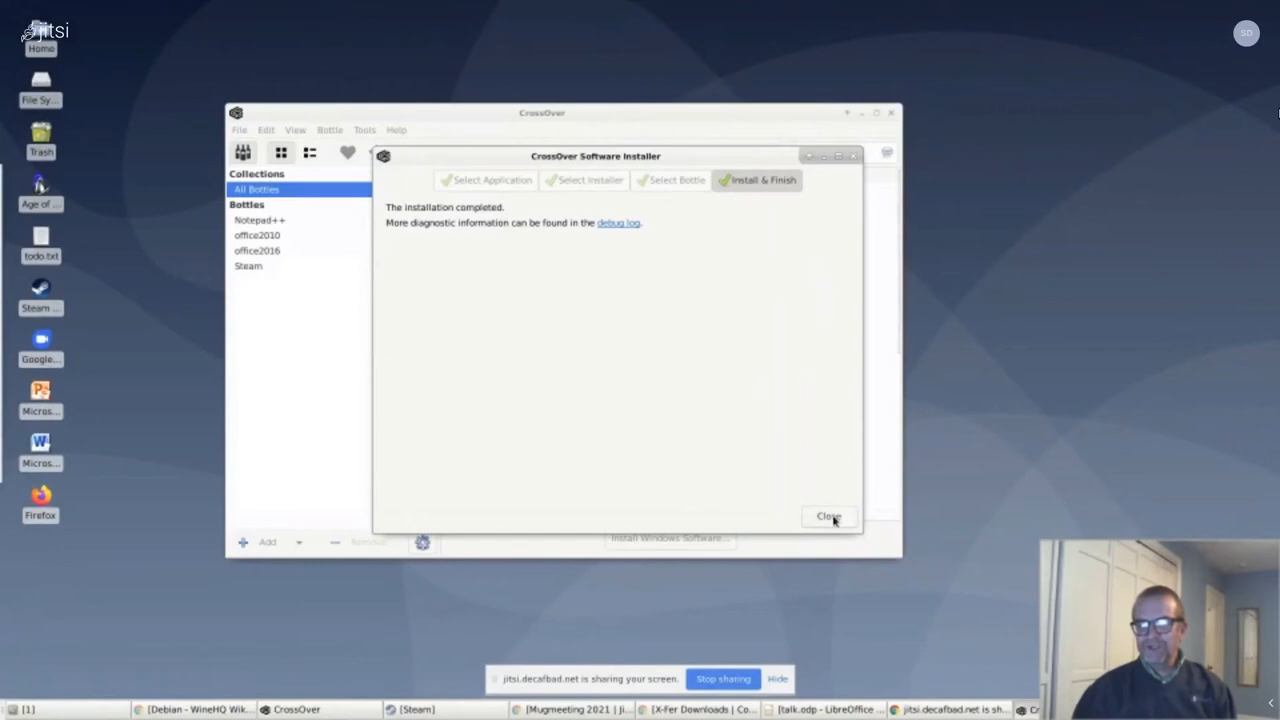 jitsi
SD
Home
File Sy...
Trash
Age of ...
todo.txt
Steam ...
Google...
Micros...
Micros...
Firefox
CrossOver
File Edit View Bottle Tools Help
Collections
All Bottles
Bottles
Notepad++
office2010
office2016
Steam
CrossOver Software Installer
Select Application Select Installer Select Bottle Install & Finish
The installation completed.
More diagnostic information can be found in the debug log.
Close
Add Remove
Install Windows Software...
jitsi.decafbad.net is sharing your screen. Stop sharing Hide
[1] [Debian - WineHQ Wik... CrossOver [Steam] [Mugmeeting 2021 | Ji... [X-Fer Downloads | Co... [talk.odp - LibreOffice ... jitsi.decafbad.net is sh... Cr